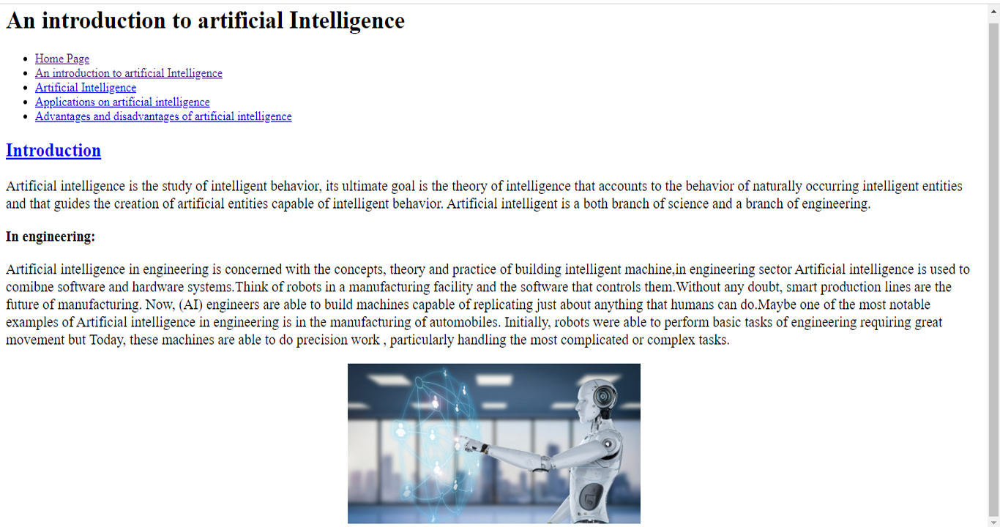 An introduction to artificial Intelligence
Home Page
An introduction to artificial Intelligence
Artificial Intelligence
Applications on artificial intelligence
Advantages and disadvantages of artificial intelligence
Introduction
Artificial intelligence is the study of intelligent behavior, its ultimate goal is the theory of intelligence that accounts to the behavior of naturally occurring intelligent entities
and that guides the creation of artificial entities capable of intelligent behavior. Artificial intelligent is a both branch of science and a branch of engineering.
In engineering:
Artificial intelligence in engineering is concerned with the concepts, theory and practice of building intelligent machine,in engineering sector Artificial intelligence is used to
comibne software and hardware systems.Think of robots in a manufacturing facility and the software that controls them.Without any doubt, smart production lines are the
future of manufacturing. Now, (AI) engineers are able to build machines capable of replicating just about anything that humans can do.Maybe one of the most notable
examples of Artificial intelligence in engineering is in the manufacturing of automobiles. Initially, robots were able to perform basic tasks of engineering requiring great
movement but Today, these machines are able to do precision work , particularly handling the most complicated or complex tasks.